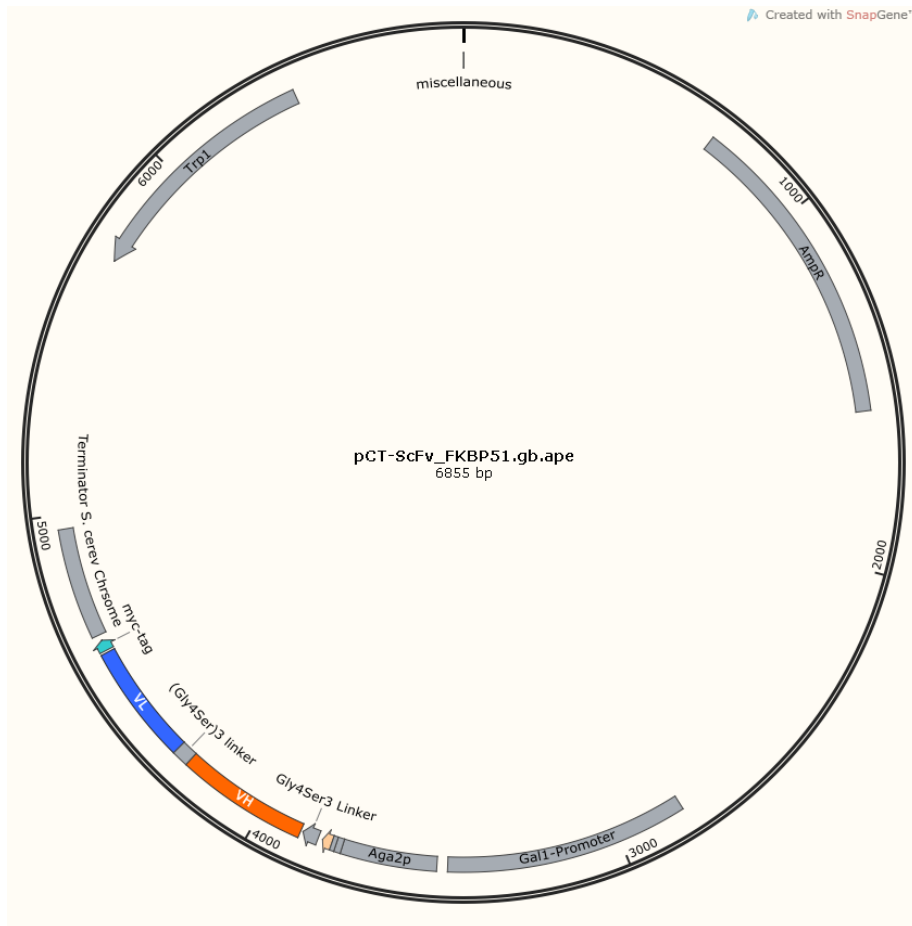 Created with SnapGene®
miscellaneous
Trp1
6000
1000
AmpR
pCT-ScFv_FKBP51.gb.ape
6855 bp
Terminator S. cerev Chrsome
5000
2000
myc-tag
VL
(Gly4Ser)3 linker
VH
Gly4Ser3 Linker
4000
Aga2p
Gal1-Promoter
3000